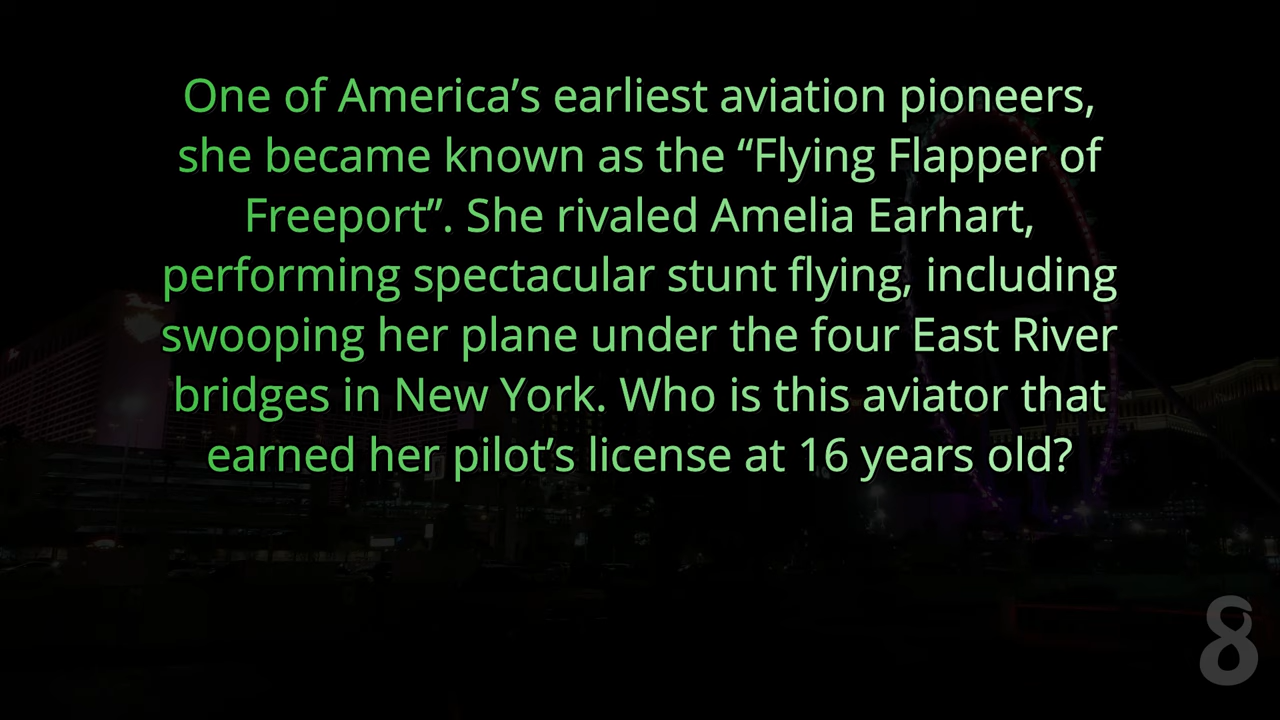 One of America’s earliest aviation pioneers,
she became known as the “Flying Flapper of
Freeport”. She rivaled Amelia Earhart,
performing spectacular stunt flying, including
swooping her plane under the four East River
bridges in New York. Who is this aviator that
earned her pilot’s license at 16 years old?
8